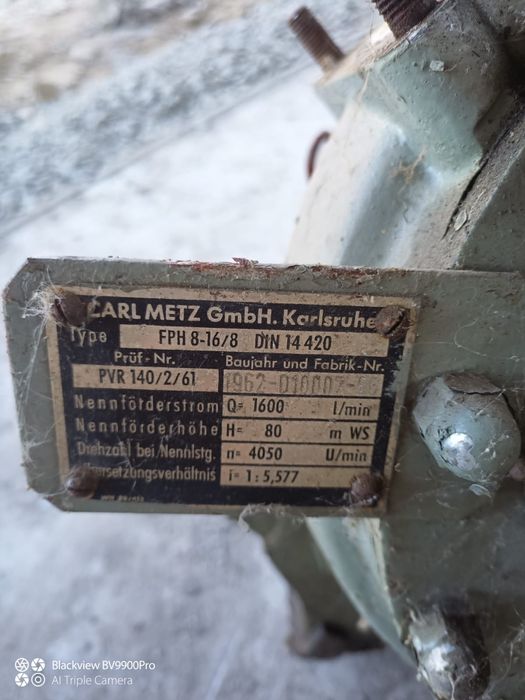 CARL METZ GmbH. Karlsruhe
Type FPH 8-16/8 DIN 14 420
Prüf-Nr. Baujahr und Fabrik-Nr.
PVR 140/2/61
Nennförderstrom Q= 1600 l/min
Nennförderhöhe H= 80 m WS
Drehzahl bei Nennlstg. n= 4050 U/min
Umsetzungsverhältnis i= 1:5,577
Blackview BV9900Pro
AI Triple Camera